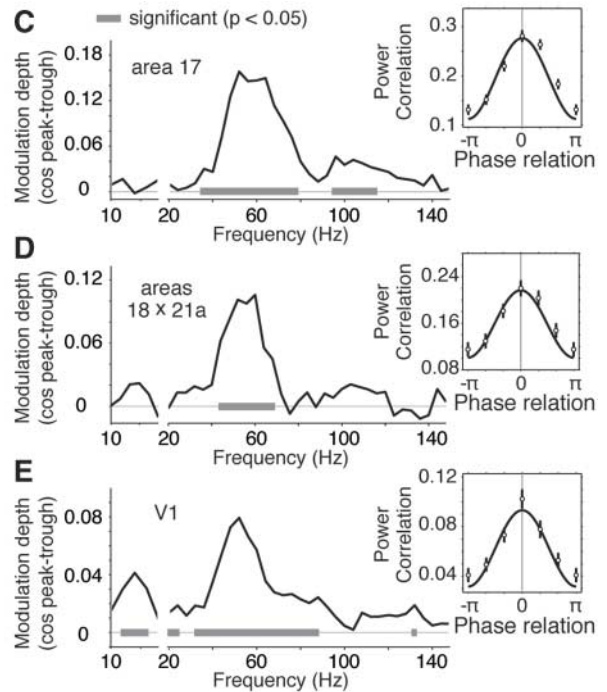 C
significant (p < 0.05)
area 17
Modulation depth
(cos peak-trough)
0.18
0.12
0.06
0
10 20 60 100 140
Frequency (Hz)
Power
Correlation
0.3
0.2
0.1
-π 0 π
Phase relation
D
areas
18 x 21a
Modulation depth
(cos peak-trough)
0.12
0.06
0
10 20 60 100 140
Frequency (Hz)
Power
Correlation
0.24
0.16
0.08
-π 0 π
Phase relation
E
V1
Modulation depth
(cos peak-trough)
0.08
0.04
0
10 20 60 100 140
Frequency (Hz)
Power
Correlation
0.12
0.08
0.04
-π 0 π
Phase relation